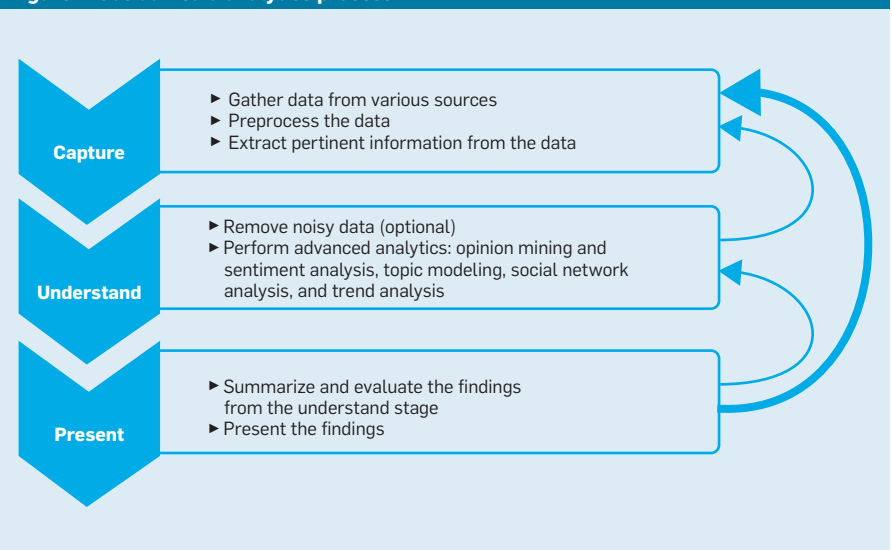 Capture
► Gather data from various sources
► Preprocess the data
► Extract pertinent information from the data
Understand
► Remove noisy data (optional)
► Perform advanced analytics: opinion mining and
sentiment analysis, topic modeling, social network
analysis, and trend analysis
Present
► Summarize and evaluate the findings
from the understand stage
► Present the findings